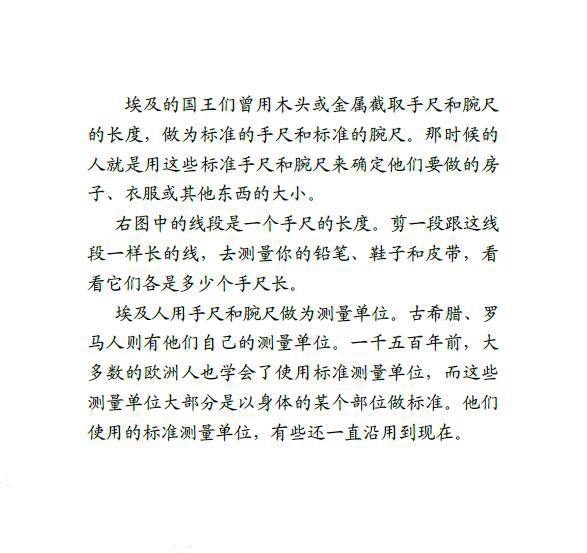 埃及的国王们曾用木头或金属截取手尺和腕尺
的长度，做为标准的手尺和标准的腕尺。那时候的
人就是用这些标准手尺和腕尺来确定他们要做的房
子、衣服或其他东西的大小。
右图中的线段是一个手尺的长度。剪一段跟这线
段一样长的线，去测量你的铅笔、鞋子和皮带，看
看它们各是多少个手尺长。
埃及人用手尺和腕尺做为测量单位。古希腊、罗
马人则有他们自己的测量单位。一千五百年前，大
多数的欧洲人也学会了使用标准测量单位，而这些
测量单位大部分是以身体的某个部位做标准。他们
使用的标准测量单位，有些还一直沿用到现在。